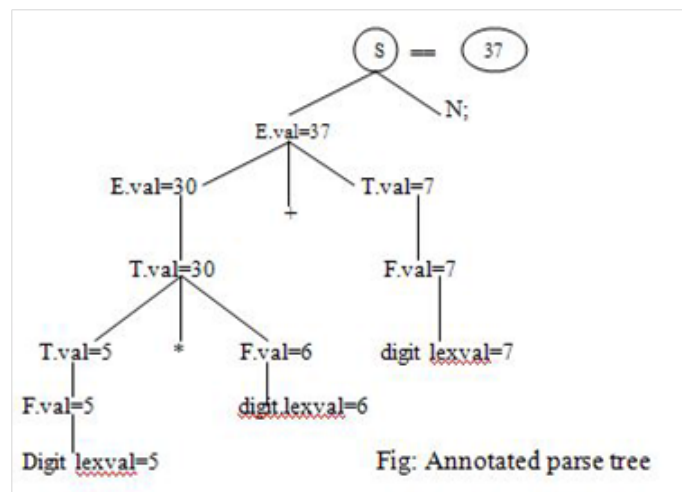 S == 37
N;
E.val=37
E.val=30 + T.val=7
T.val=30 F.val=7
T.val=5 * F.val=6 digit lexval=7
F.val=5 digit.lexval=6
Digit lexval=5 Fig: Annotated parse tree